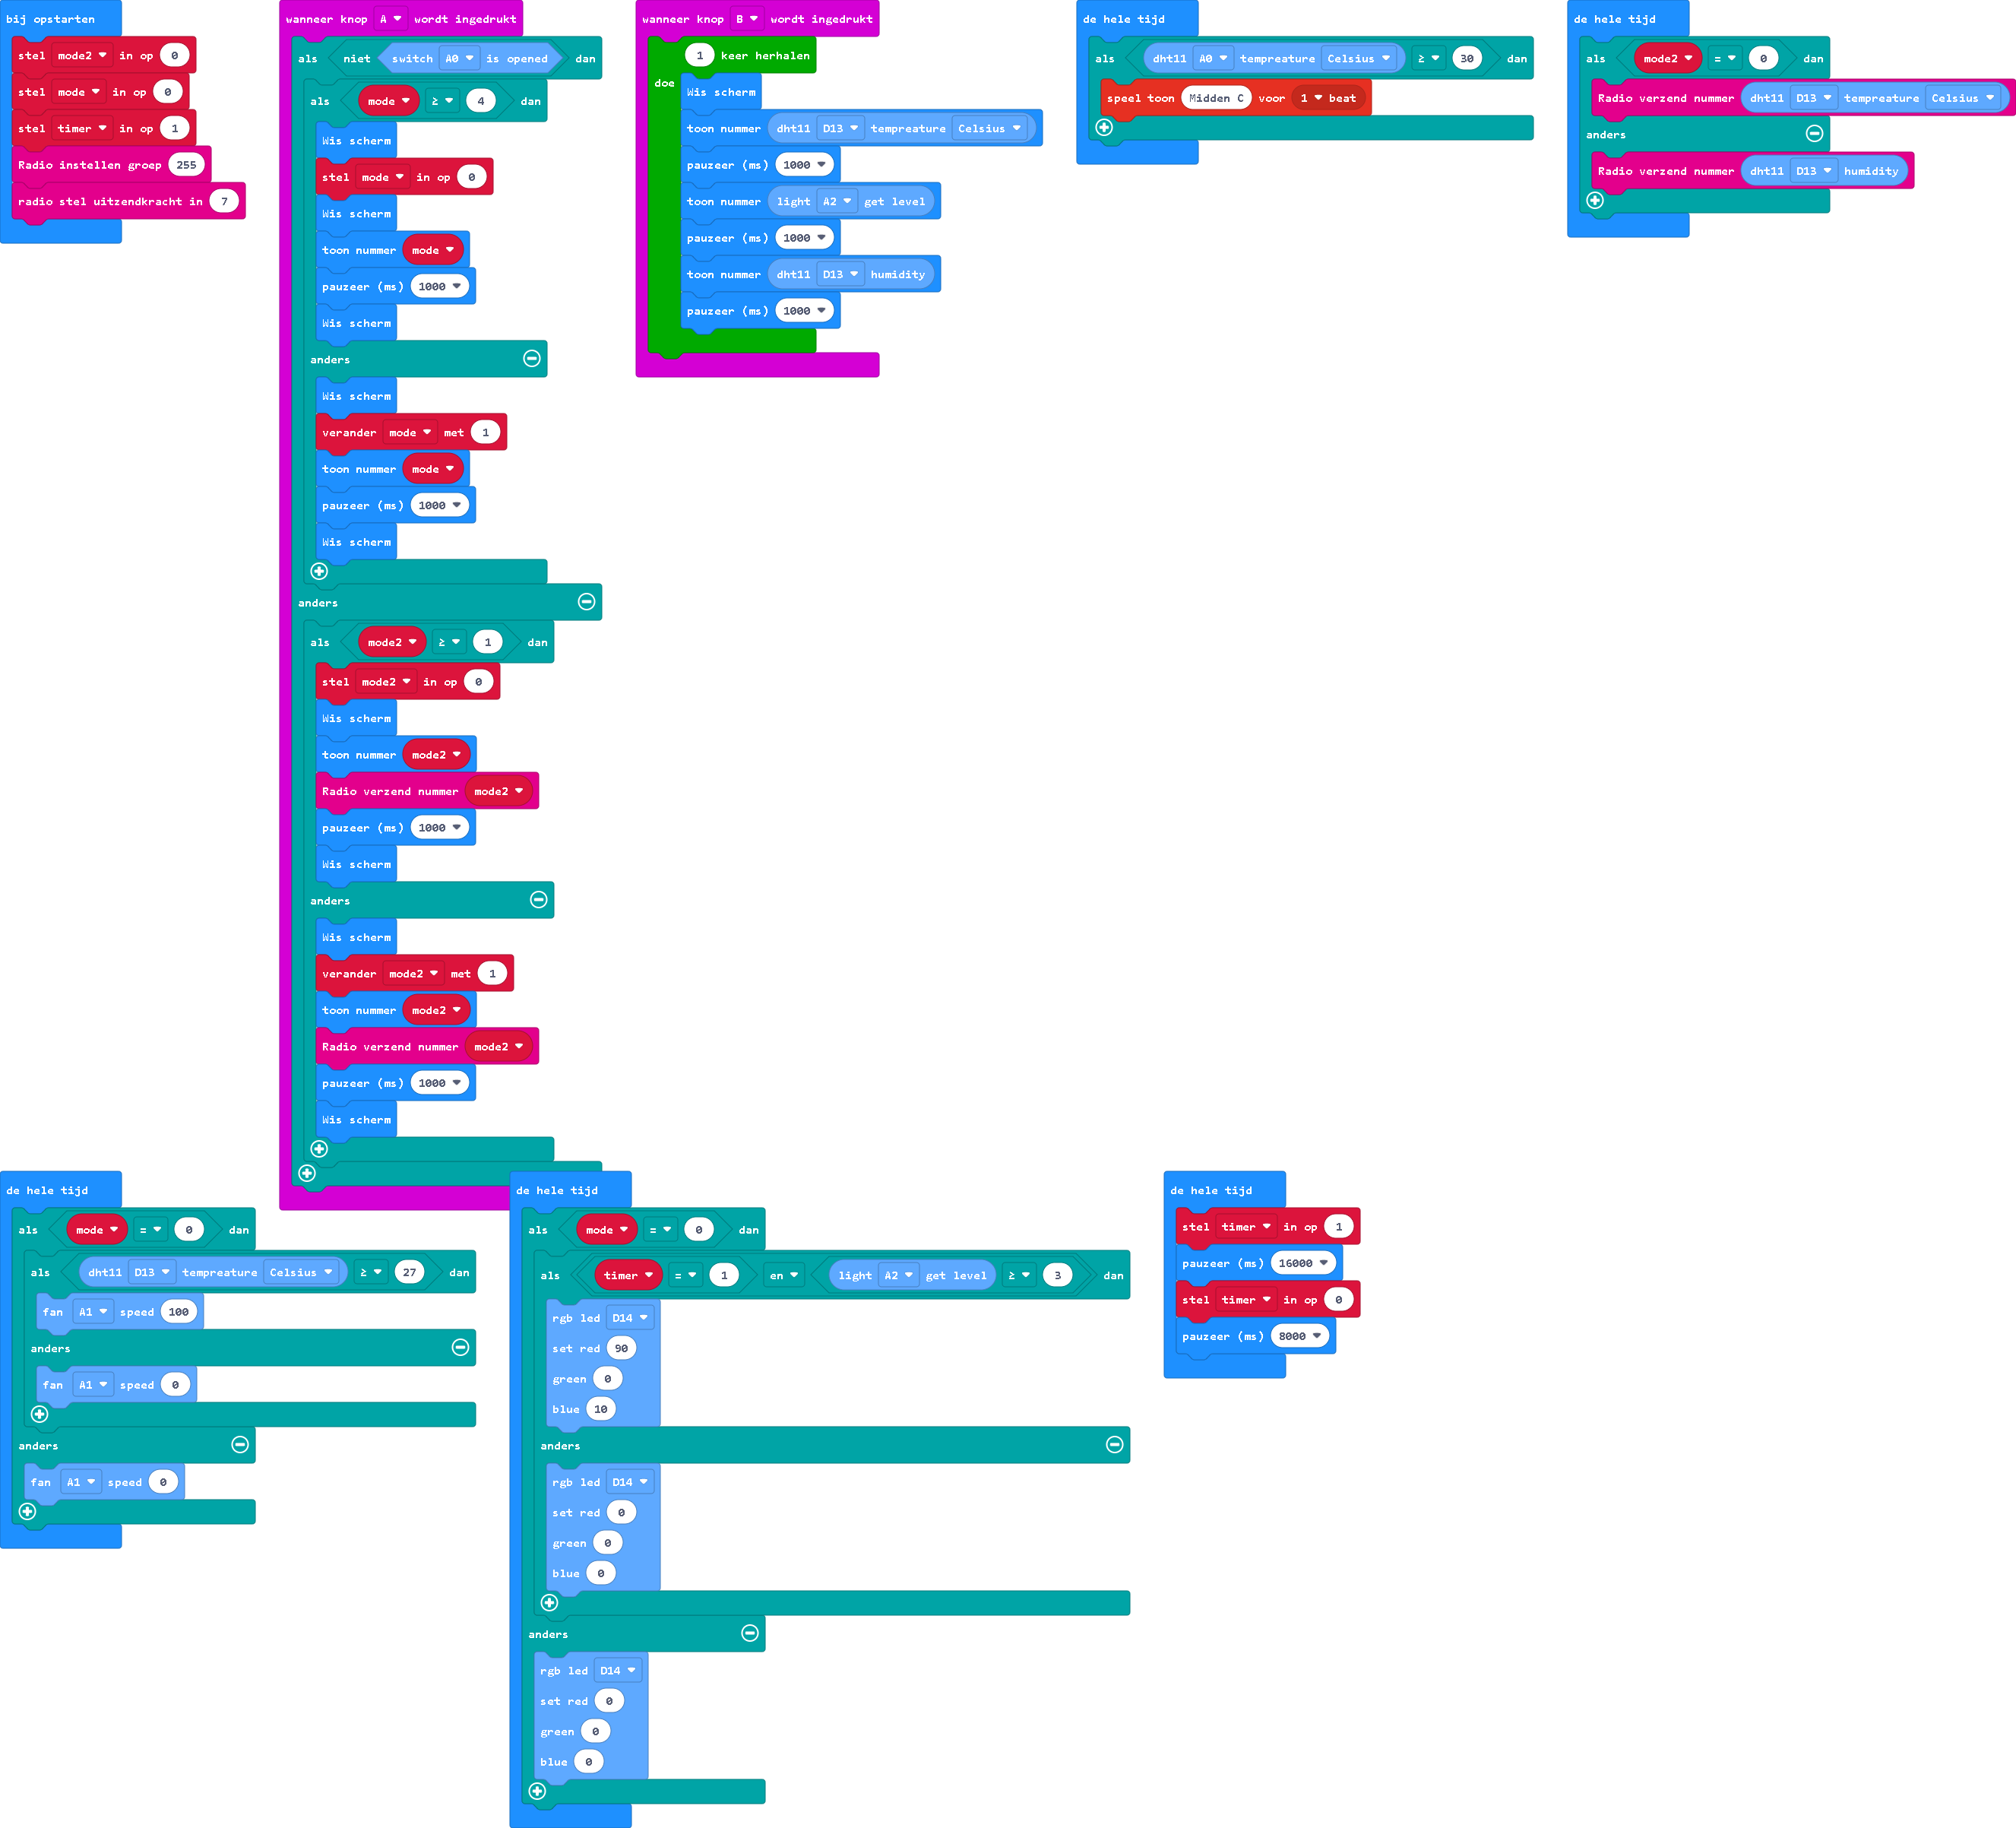 bij opstarten
stel mode2 in op 0
stel mode in op 0
stel timer in op 1
Radio instellen groep 255
radio stel uitzendkracht in 7
wanneer knop A wordt ingedrukt
als niet switch A0 is opened dan
als mode ≥ 4 dan
Wis scherm
stel mode in op 0
Wis scherm
toon nummer mode
pauzeer (ms) 1000
Wis scherm
anders
Wis scherm
verander mode met 1
toon nummer mode
pauzeer (ms) 1000
Wis scherm
anders
als mode2 ≥ 1 dan
stel mode2 in op 0
Wis scherm
toon nummer mode2
Radio verzend nummer mode2
pauzeer (ms) 1000
Wis scherm
anders
Wis scherm
verander mode2 met 1
toon nummer mode2
Radio verzend nummer mode2
pauzeer (ms) 1000
Wis scherm
wanneer knop B wordt ingedrukt
1 keer herhalen
doe
Wis scherm
toon nummer dht11 D13 tempreature Celsius
pauzeer (ms) 1000
toon nummer light A2 get level
pauzeer (ms) 1000
toon nummer dht11 D13 humidity
pauzeer (ms) 1000
de hele tijd
als dht11 A0 tempreature Celsius ≥ 30 dan
speel toon Midden C voor 1 beat
de hele tijd
als mode2 = 0 dan
Radio verzend nummer dht11 D13 tempreature Celsius
anders
Radio verzend nummer dht11 D13 humidity
de hele tijd
als mode = 0 dan
als dht11 D13 tempreature Celsius ≥ 27 dan
fan A1 speed 100
anders
fan A1 speed 0
anders
fan A1 speed 0
de hele tijd
als mode = 0 dan
als timer = 1 en light A2 get level ≥ 3 dan
rgb led D14
set red 90
green 0
blue 10
anders
rgb led D14
set red 0
green 0
blue 0
anders
rgb led D14
set red 0
green 0
blue 0
de hele tijd
stel timer in op 1
pauzeer (ms) 16000
stel timer in op 0
pauzeer (ms) 8000